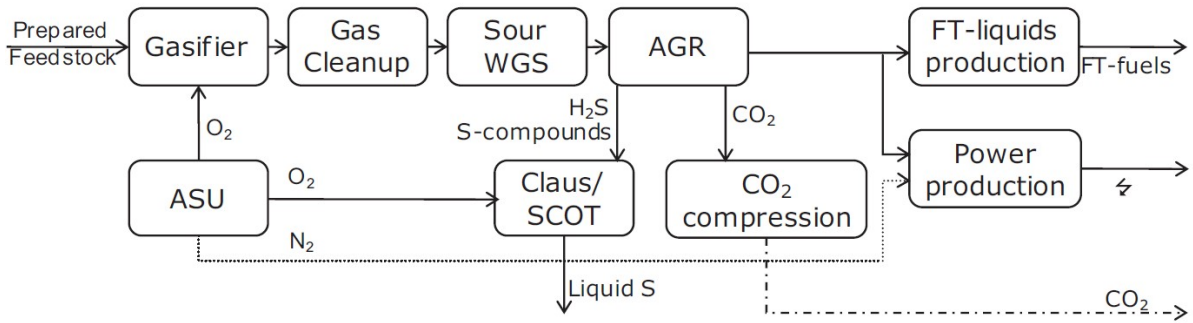 Prepared
Feedstock
Gasifier
Gas
Cleanup
Sour
WGS
AGR
FT-liquids
production
FT-fuels
O₂
H₂S
S-compounds
CO₂
ASU
O₂
Claus/
SCOT
CO₂
compression
Power
production
N₂
Liquid S
CO₂